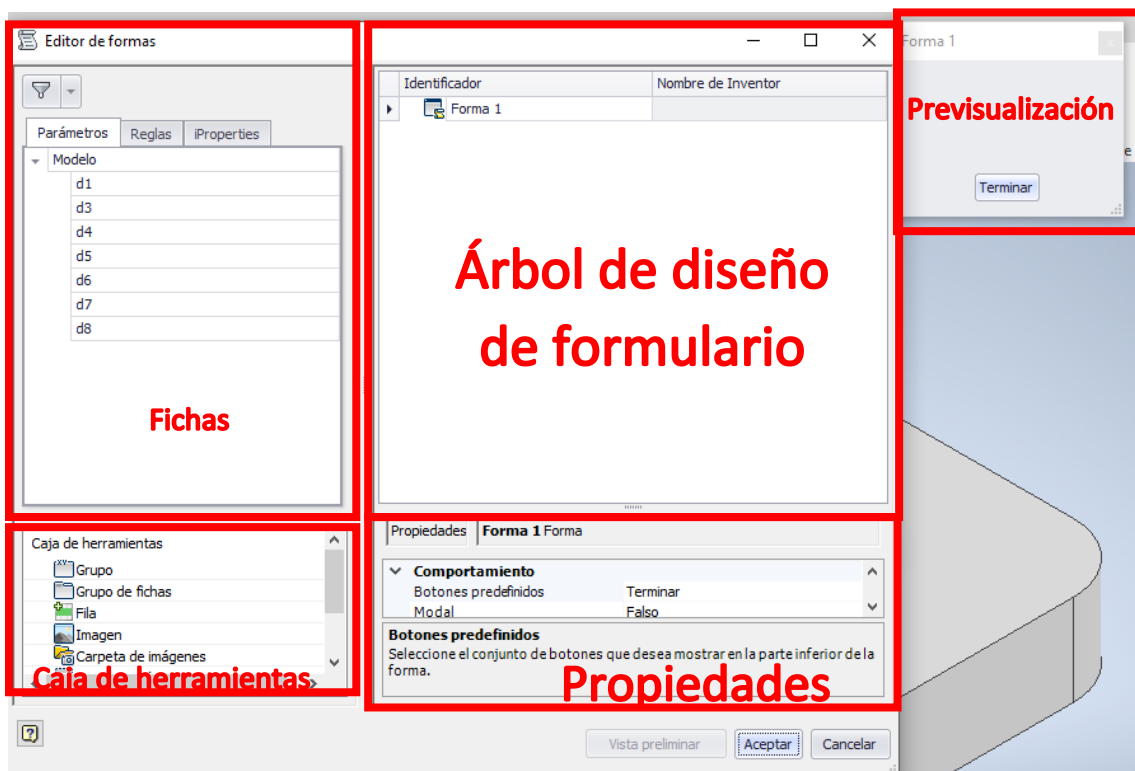 Editor de formas
Parámetros Reglas iProperties
Modelo
d1
d3
d4
d5
d6
d7
d8
Fichas
Identificador Nombre de Inventor
Forma 1
Árbol de diseño
de formulario
Forma 1
Previsualización
e
Terminar
Caja de herramientas
Grupo
Grupo de fichas
Fila
Imagen
Carpeta de imágenes
Caja de herramientas
Propiedades Forma 1 Forma
Comportamiento
Botones predefinidos Terminar
Modal Falso
Botones predefinidos
Seleccione el conjunto de botones que desea mostrar en la parte inferior de la
forma.
Propiedades
Vista preliminar Aceptar Cancelar